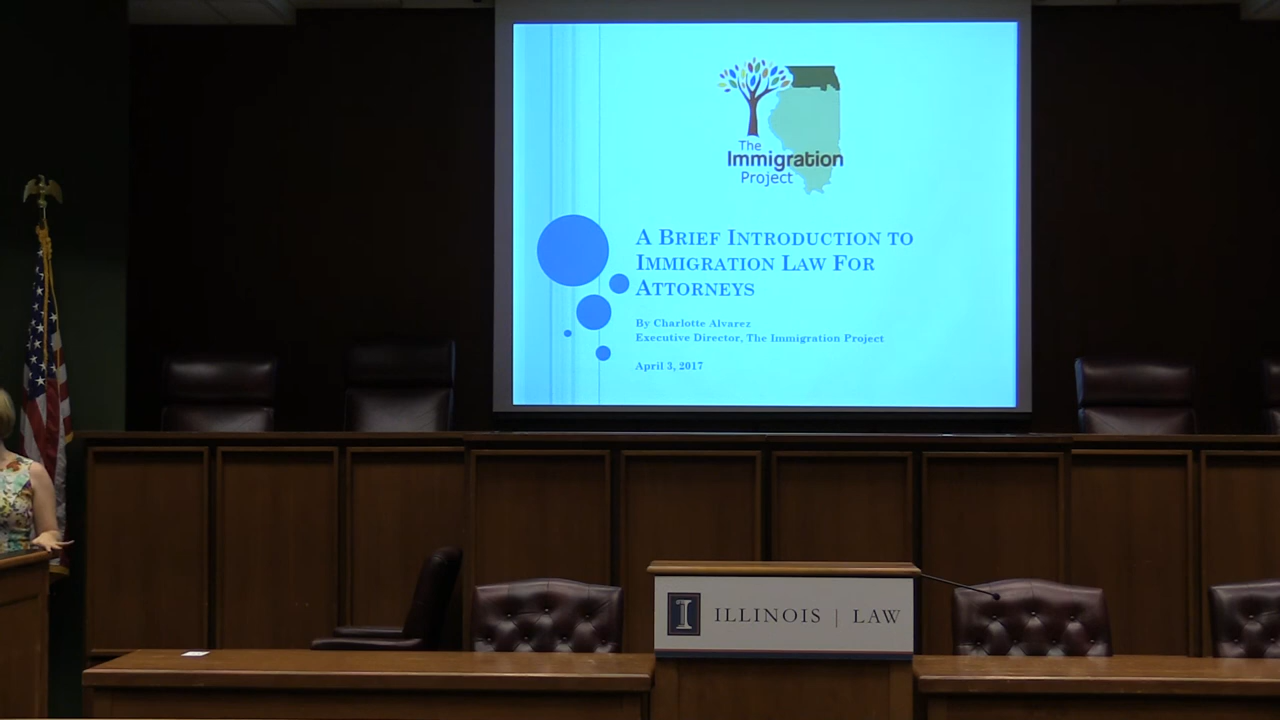 The
Immigration
Project
A BRIEF INTRODUCTION TO
IMMIGRATION LAW FOR
ATTORNEYS
By Charlotte Alvarez
Executive Director, The Immigration Project
April 3, 2017
I ILLINOIS | LAW